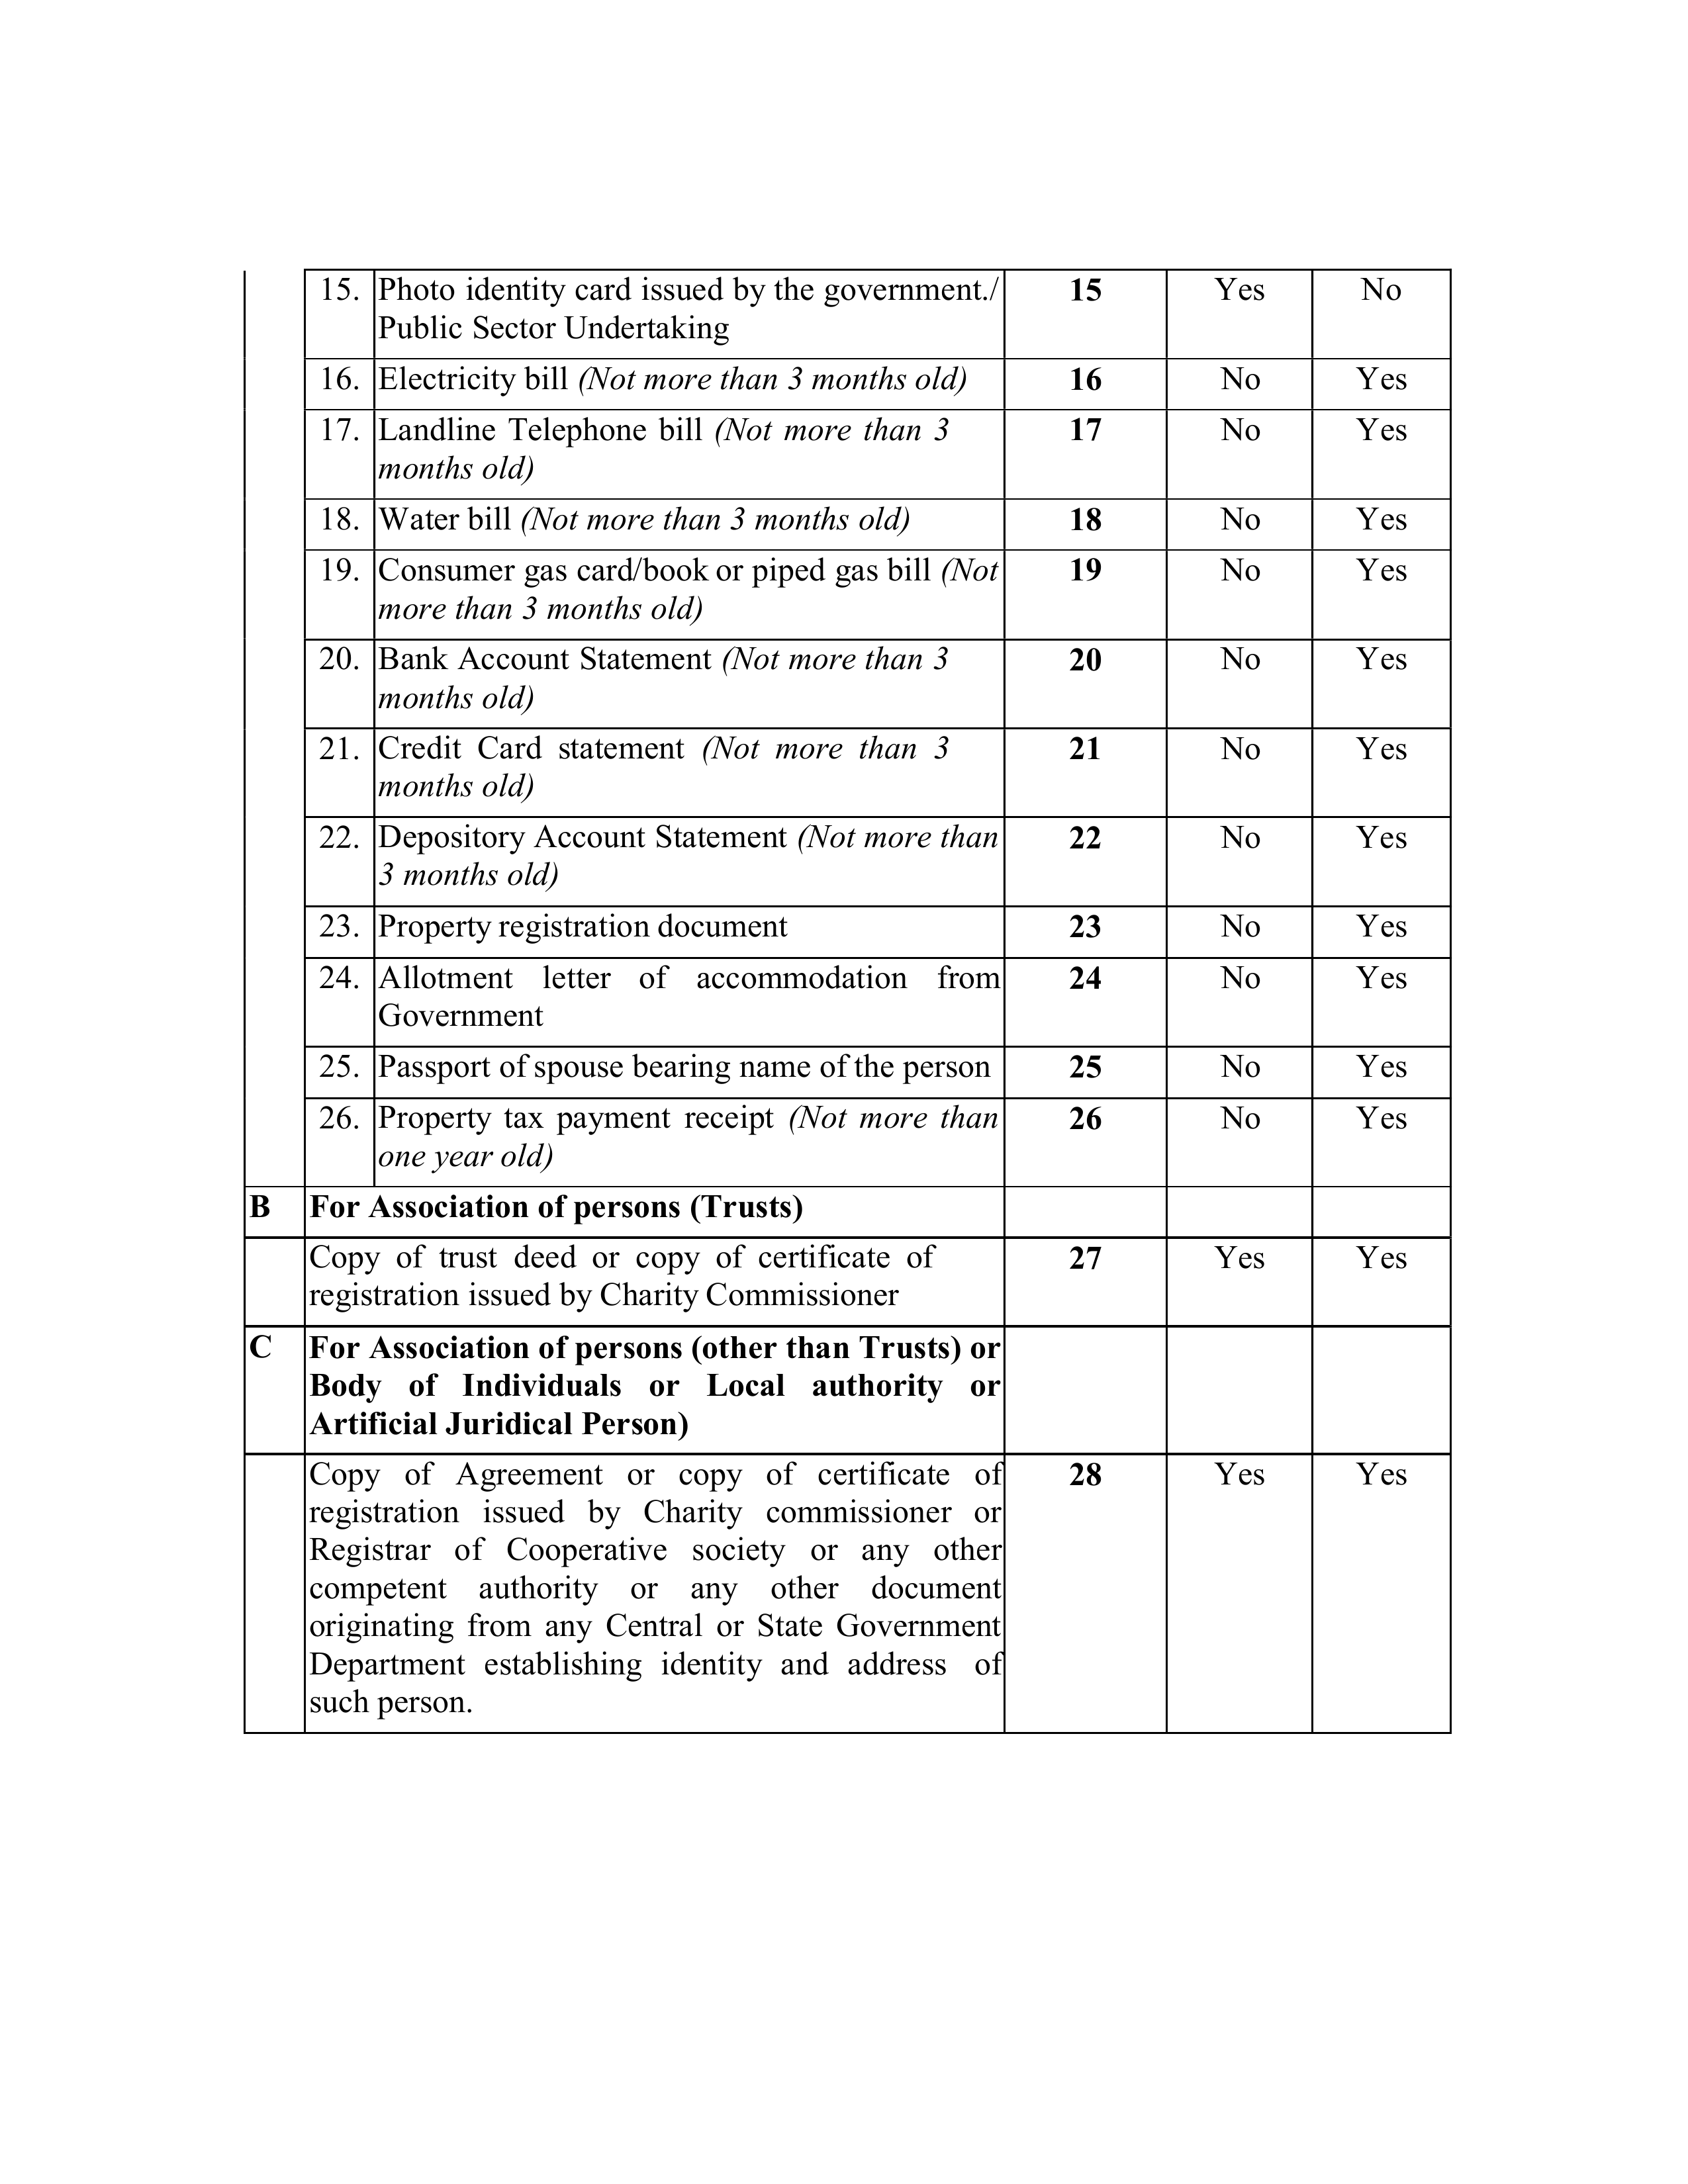 15. Photo identity card issued by the government./ 15 Yes No
Public Sector Undertaking
16. Electricity bill (Not more than 3 months old) 16 No Yes
17. Landline Telephone bill (Not more than 3 17 No Yes
months old)
18. Water bill (Not more than 3 months old) 18 No Yes
19. Consumer gas card/book or piped gas bill (Not 19 No Yes
more than 3 months old)
20. Bank Account Statement (Not more than 3 20 No Yes
months old)
21. Credit Card statement (Not more than 3 21 No Yes
months old)
22. Depository Account Statement (Not more than 22 No Yes
3 months old)
23. Property registration document 23 No Yes
24. Allotment letter of accommodation from 24 No Yes
Government
25. Passport of spouse bearing name of the person 25 No Yes
26. Property tax payment receipt (Not more than 26 No Yes
one year old)
B For Association of persons (Trusts)
Copy of trust deed or copy of certificate of 27 Yes Yes
registration issued by Charity Commissioner
C For Association of persons (other than Trusts) or
Body of Individuals or Local authority or
Artificial Juridical Person)
Copy of Agreement or copy of certificate of 28 Yes Yes
registration issued by Charity commissioner or
Registrar of Cooperative society or any other
competent authority or any other document
originating from any Central or State Government
Department establishing identity and address of
such person.